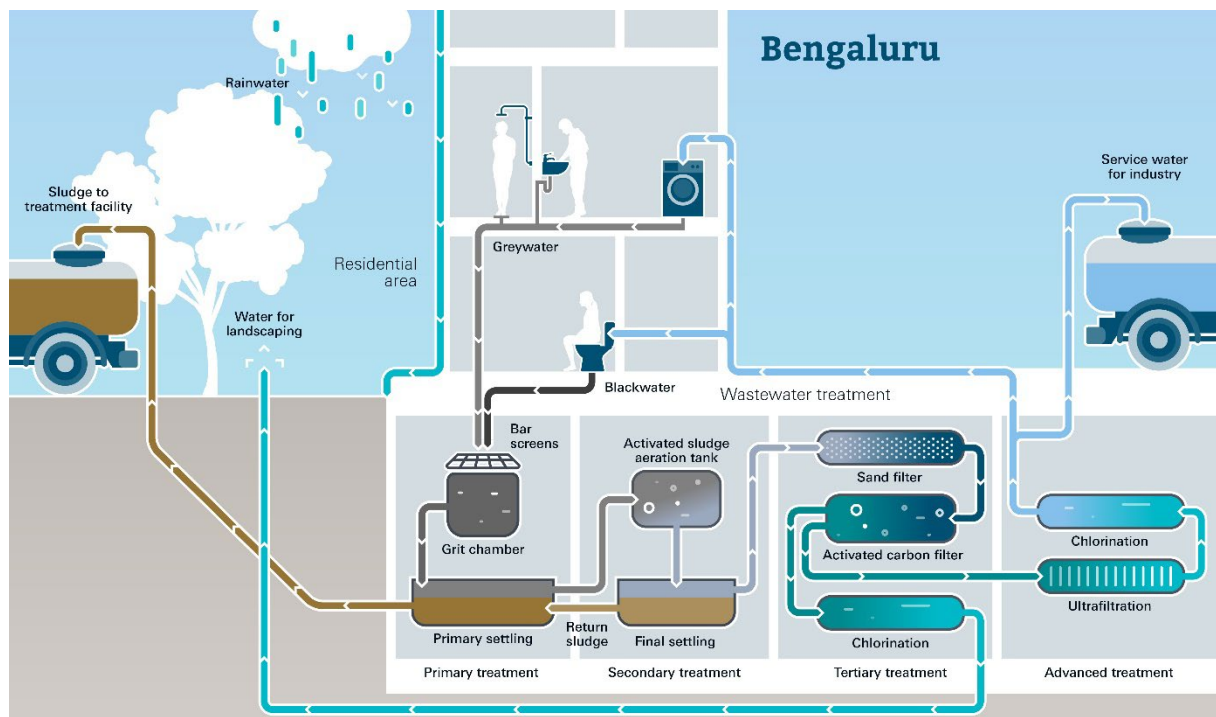 Bengaluru
Rainwater
Sludge to
treatment facility
Residential
area
Greywater
Service water
for industry
Water for
landscaping
Blackwater
Wastewater treatment
Bar
screens
Activated sludge
aeration tank
Sand filter
Grit chamber
Activated carbon filter
Chlorination
Ultrafiltration
Primary settling
Return
sludge
Final settling
Chlorination
Primary treatment
Secondary treatment
Tertiary treatment
Advanced treatment